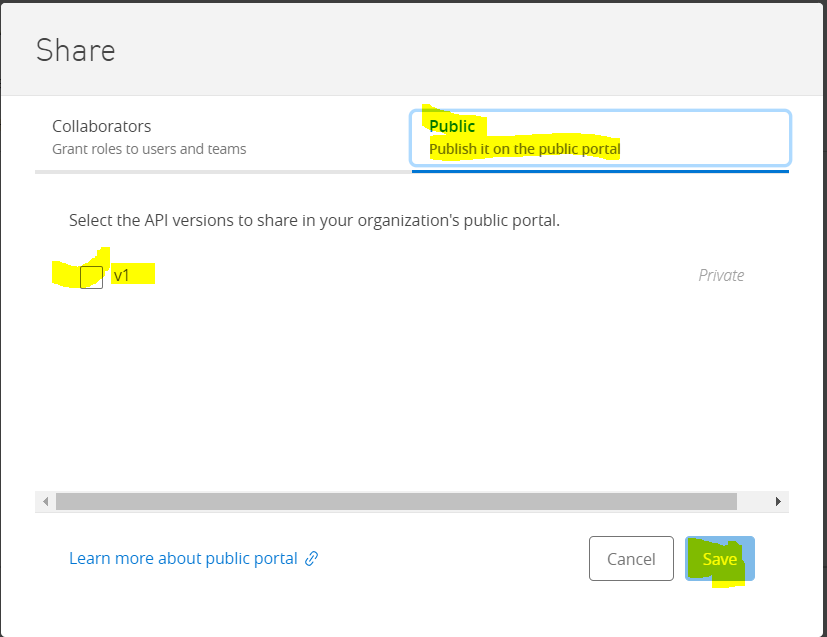 Share
Collaborators
Grant roles to users and teams
Public
Publish it on the public portal
Select the API versions to share in your organization's public portal.
v1 Private
Learn more about public portal
Cancel Save